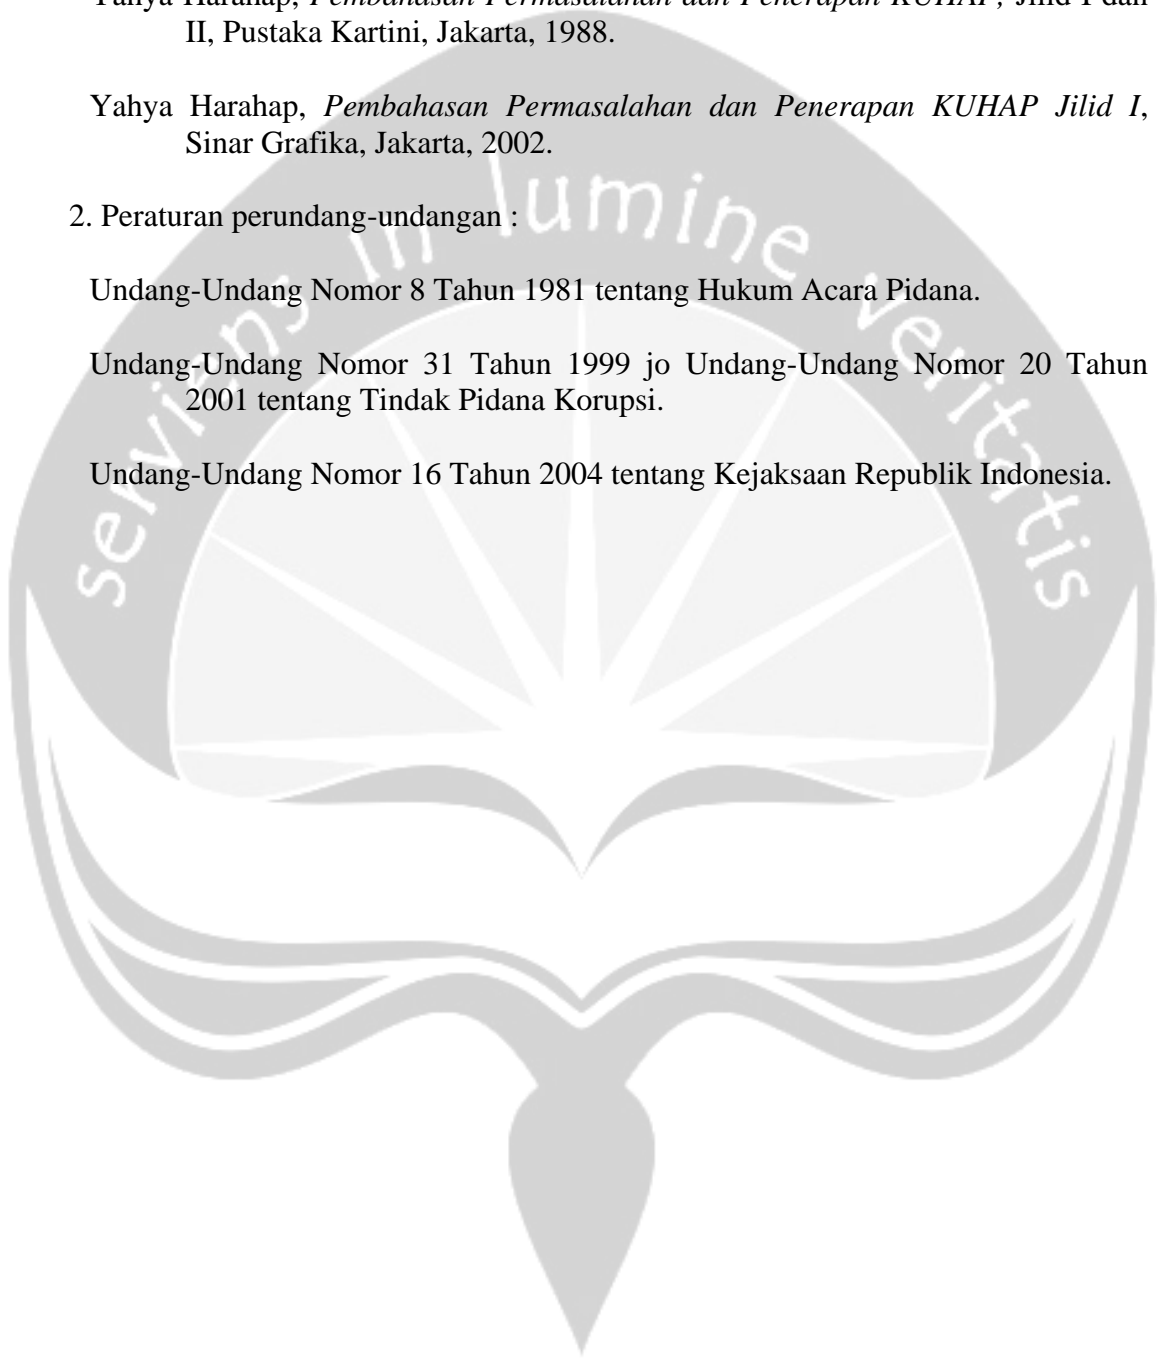 Yahya Harahap, Pembahasan Permasalahan dan Penerapan KUHAP, Jilid I dan
II, Pustaka Kartini, Jakarta, 1988.
Yahya Harahap, Pembahasan Permasalahan dan Penerapan KUHAP Jilid I,
Sinar Grafika, Jakarta, 2002.
2. Peraturan perundang-undangan :
Undang-Undang Nomor 8 Tahun 1981 tentang Hukum Acara Pidana.
Undang-Undang Nomor 31 Tahun 1999 jo Undang-Undang Nomor 20 Tahun
2001 tentang Tindak Pidana Korupsi.
Undang-Undang Nomor 16 Tahun 2004 tentang Kejaksaan Republik Indonesia.
serviens in lumine veritatis